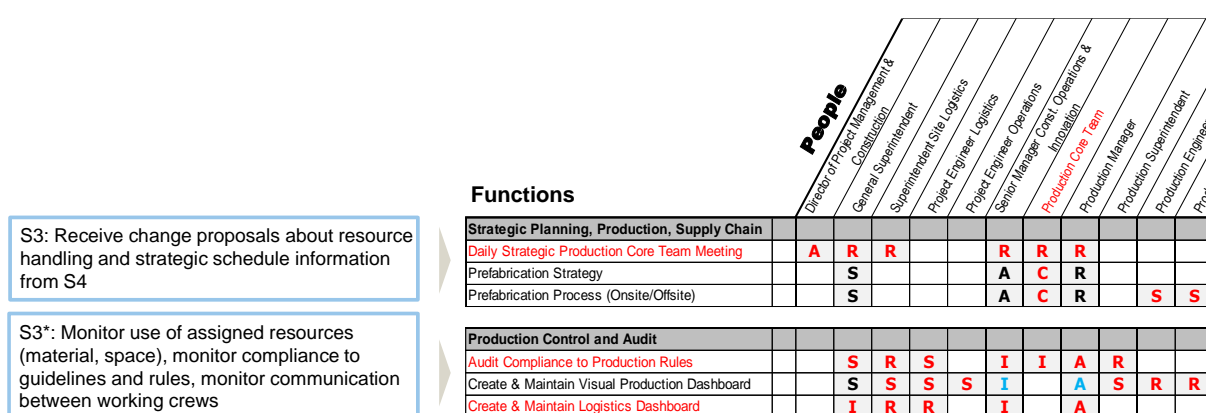 People
Director of Project Management &
Construction
General Superintendent
Superintendent Site Logistics
Project Engineer Logistics
Project Engineer Operations
Senior Manager Const. Operations &
Innovation
Production Core Team
Production Manager
Production Superintendent
Production Engineer
Functions
Strategic Planning, Production, Supply Chain
S3: Receive change proposals about resource
handling and strategic schedule information
from S4
Daily Strategic Production Core Team Meeting A R R R R R
Prefabrication Strategy S A C R
Prefabrication Process (Onsite/Offsite) S A C R S S
S3*: Monitor use of assigned resources
(material, space), monitor compliance to
guidelines and rules, monitor communication
between working crews
Production Control and Audit
Audit Compliance to Production Rules S R S I I A R
Create & Maintain Visual Production Dashboard S S S S I A S R R
Create & Maintain Logistics Dashboard I R R I A